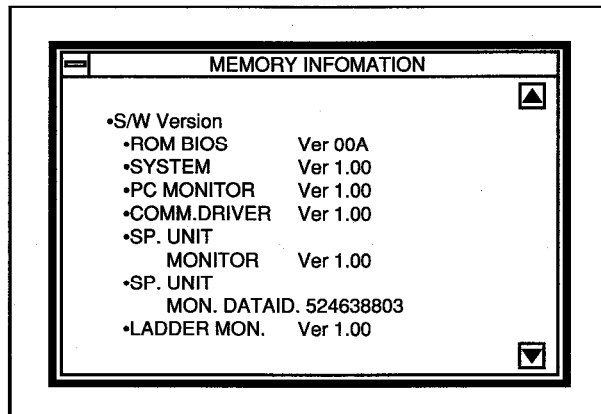 MEMORY INFOMATION
•S/W Version
•ROM BIOS Ver 00A
•SYSTEM Ver 1.00
•PC MONITOR Ver 1.00
•COMM.DRIVER Ver 1.00
•SP. UNIT
MONITOR Ver 1.00
•SP. UNIT
MON. DATAID. 524638803
•LADDER MON. Ver 1.00